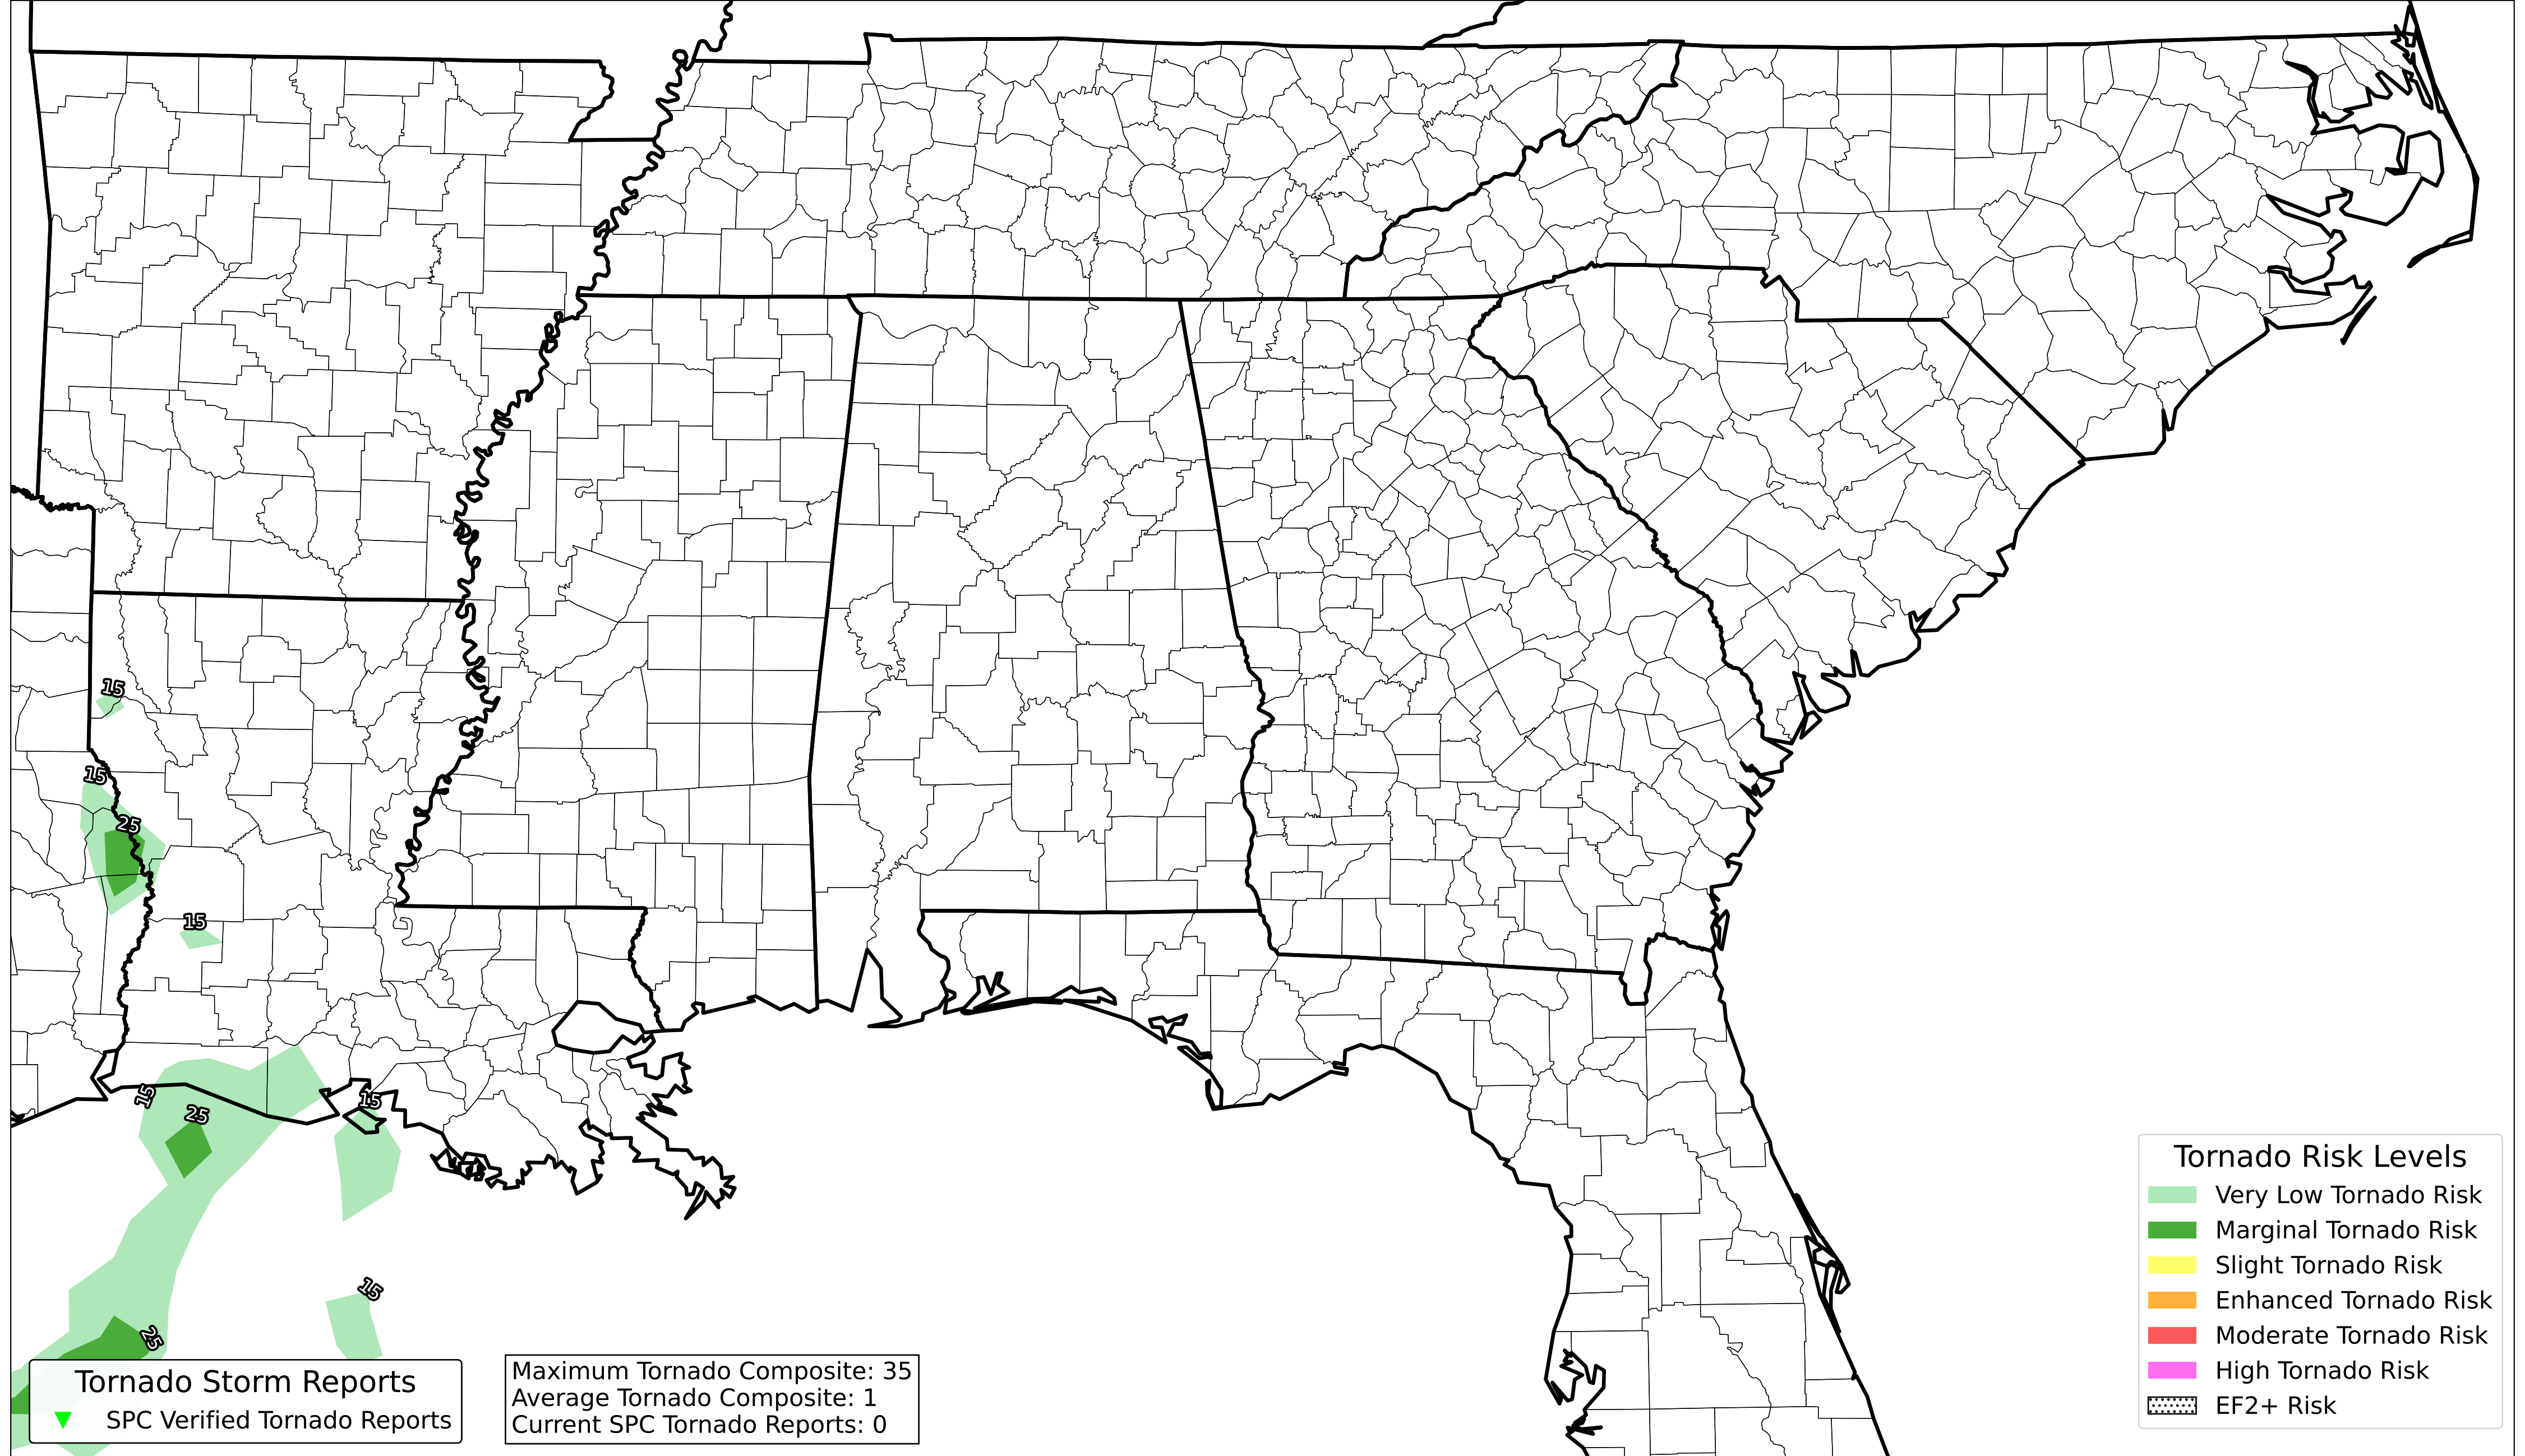 15
15
25
15
15
25
15
15
25
Tornado Storm Reports
SPC Verified Tornado Reports
Maximum Tornado Composite: 35
Average Tornado Composite: 1
Current SPC Tornado Reports: 0
Tornado Risk Levels
Very Low Tornado Risk
Marginal Tornado Risk
Slight Tornado Risk
Enhanced Tornado Risk
Moderate Tornado Risk
High Tornado Risk
EF2+ Risk